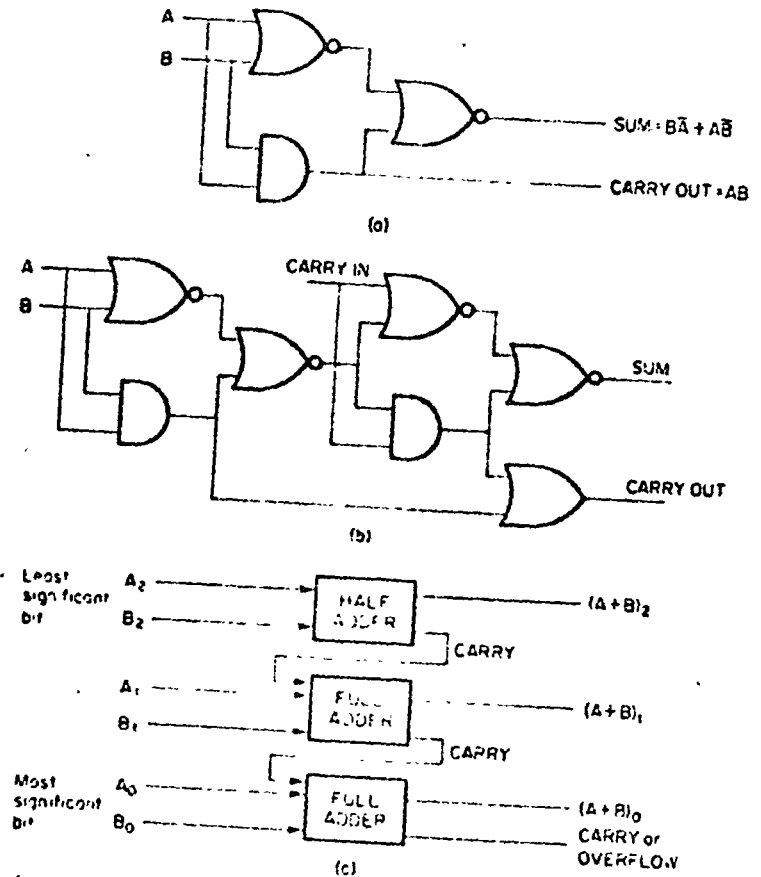 A
B
SUM = BĀ + AB̄
CARRY OUT = AB
(a)
A
B
CARRY IN
SUM
CARRY OUT
(b)
Least significant bit
A₂
B₂
HALF ADDER
(A+B)₂
CARRY
A₁
B₁
FULL ADDER
(A+B)₁
CARRY
Most significant bit
A₀
B₀
FULL ADDER
(A+B)₀
CARRY or OVERFLOW
(c)